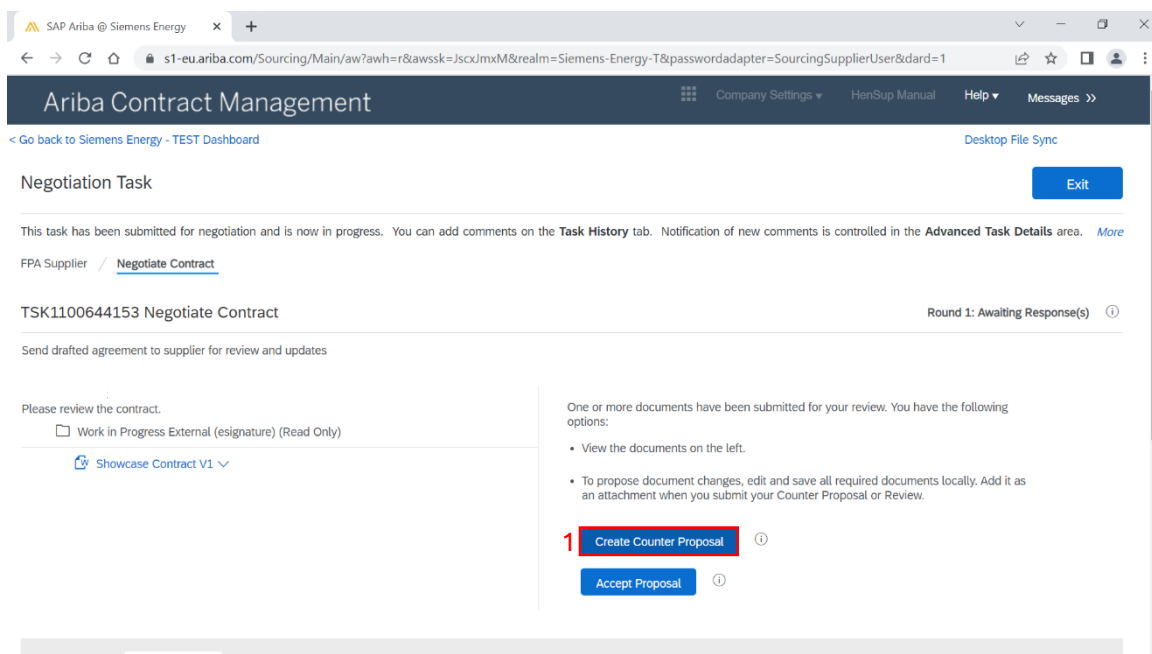 SAP Ariba @ Siemens Energy
s1-eu.ariba.com/Sourcing/Main/aw?awh=r&awssk=JscxJmxM&realm=Siemens-Energy-T&passwordadapter=SourcingSupplierUser&dard=1
Ariba Contract Management
Company Settings
HenSup Manual
Help
Messages
< Go back to Siemens Energy - TEST Dashboard
Desktop File Sync
Negotiation Task
Exit
This task has been submitted for negotiation and is now in progress. You can add comments on the Task History tab. Notification of new comments is controlled in the Advanced Task Details area. More
FPA Supplier / Negotiate Contract
TSK1100644153 Negotiate Contract
Round 1: Awaiting Response(s)
Send drafted agreement to supplier for review and updates
Please review the contract.
Work in Progress External (esignature) (Read Only)
Showcase Contract V1
One or more documents have been submitted for your review. You have the following
options:
• View the documents on the left.
• To propose document changes, edit and save all required documents locally. Add it as
an attachment when you submit your Counter Proposal or Review.
1
Create Counter Proposal
Accept Proposal